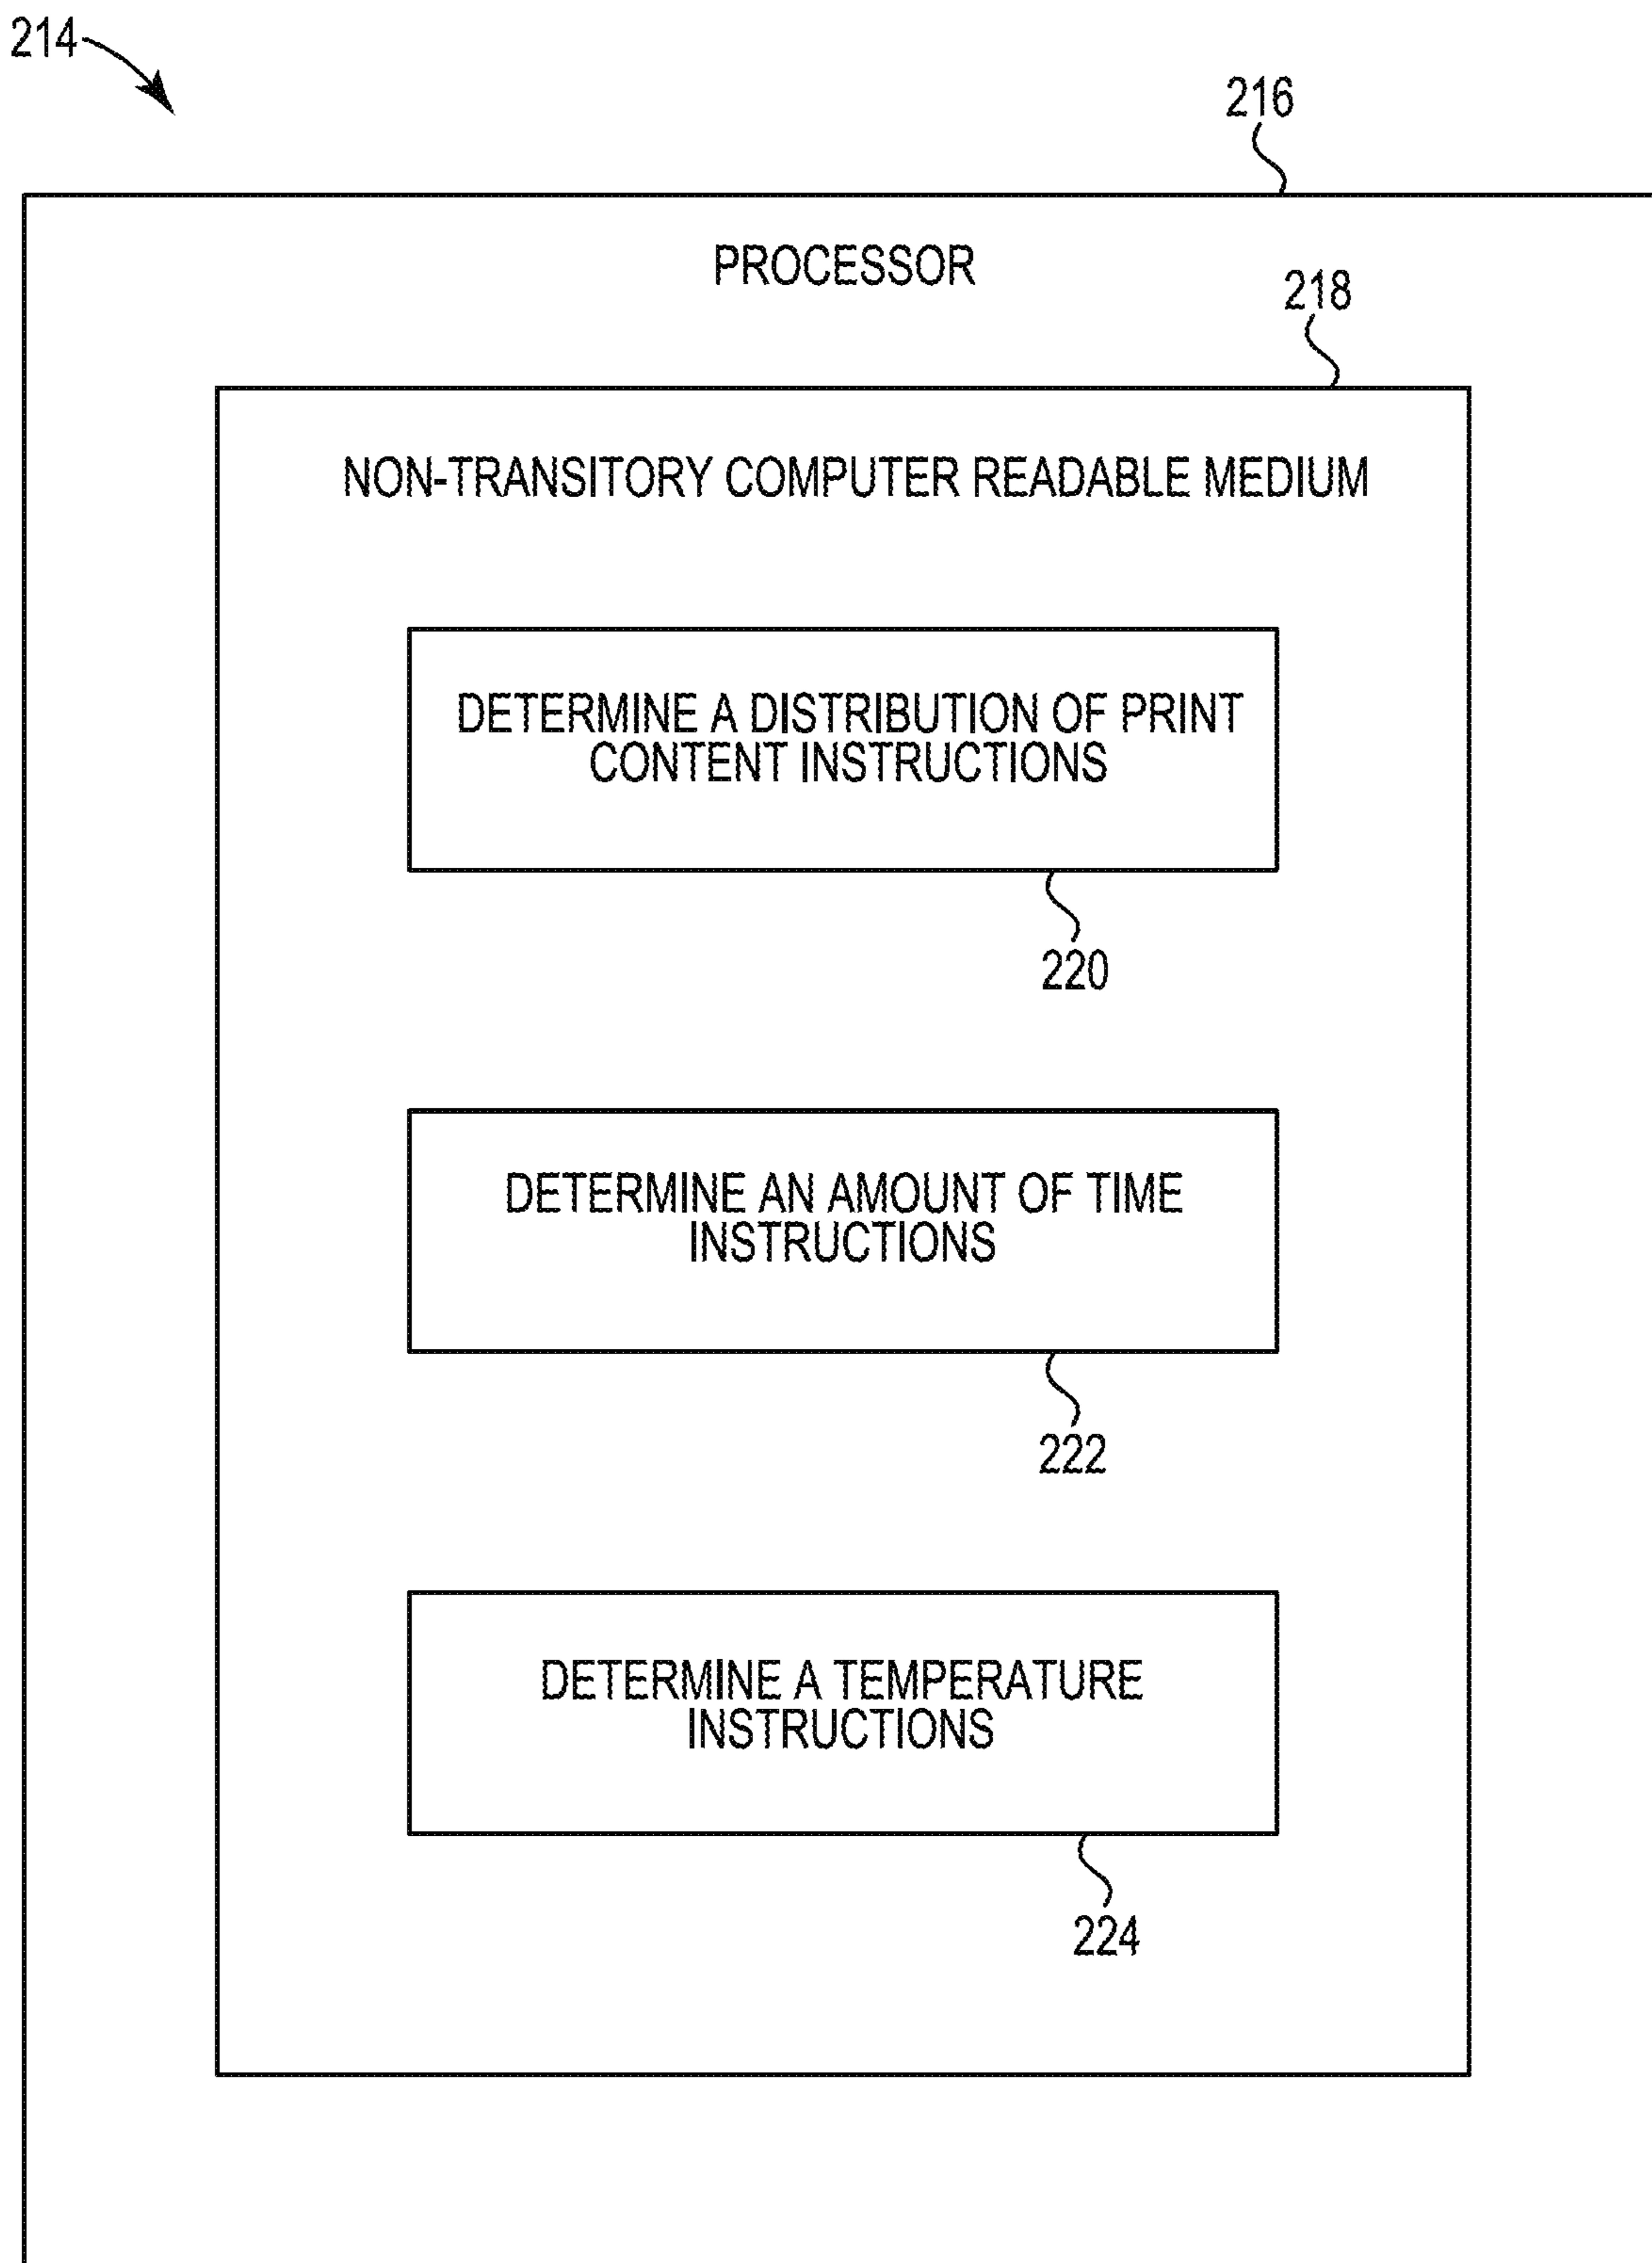 214
216
PROCESSOR
218
NON-TRANSITORY COMPUTER READABLE MEDIUM
DETERMINE A DISTRIBUTION OF PRINT
CONTENT INSTRUCTIONS
220
DETERMINE AN AMOUNT OF TIME
INSTRUCTIONS
222
DETERMINE A TEMPERATURE
INSTRUCTIONS
224